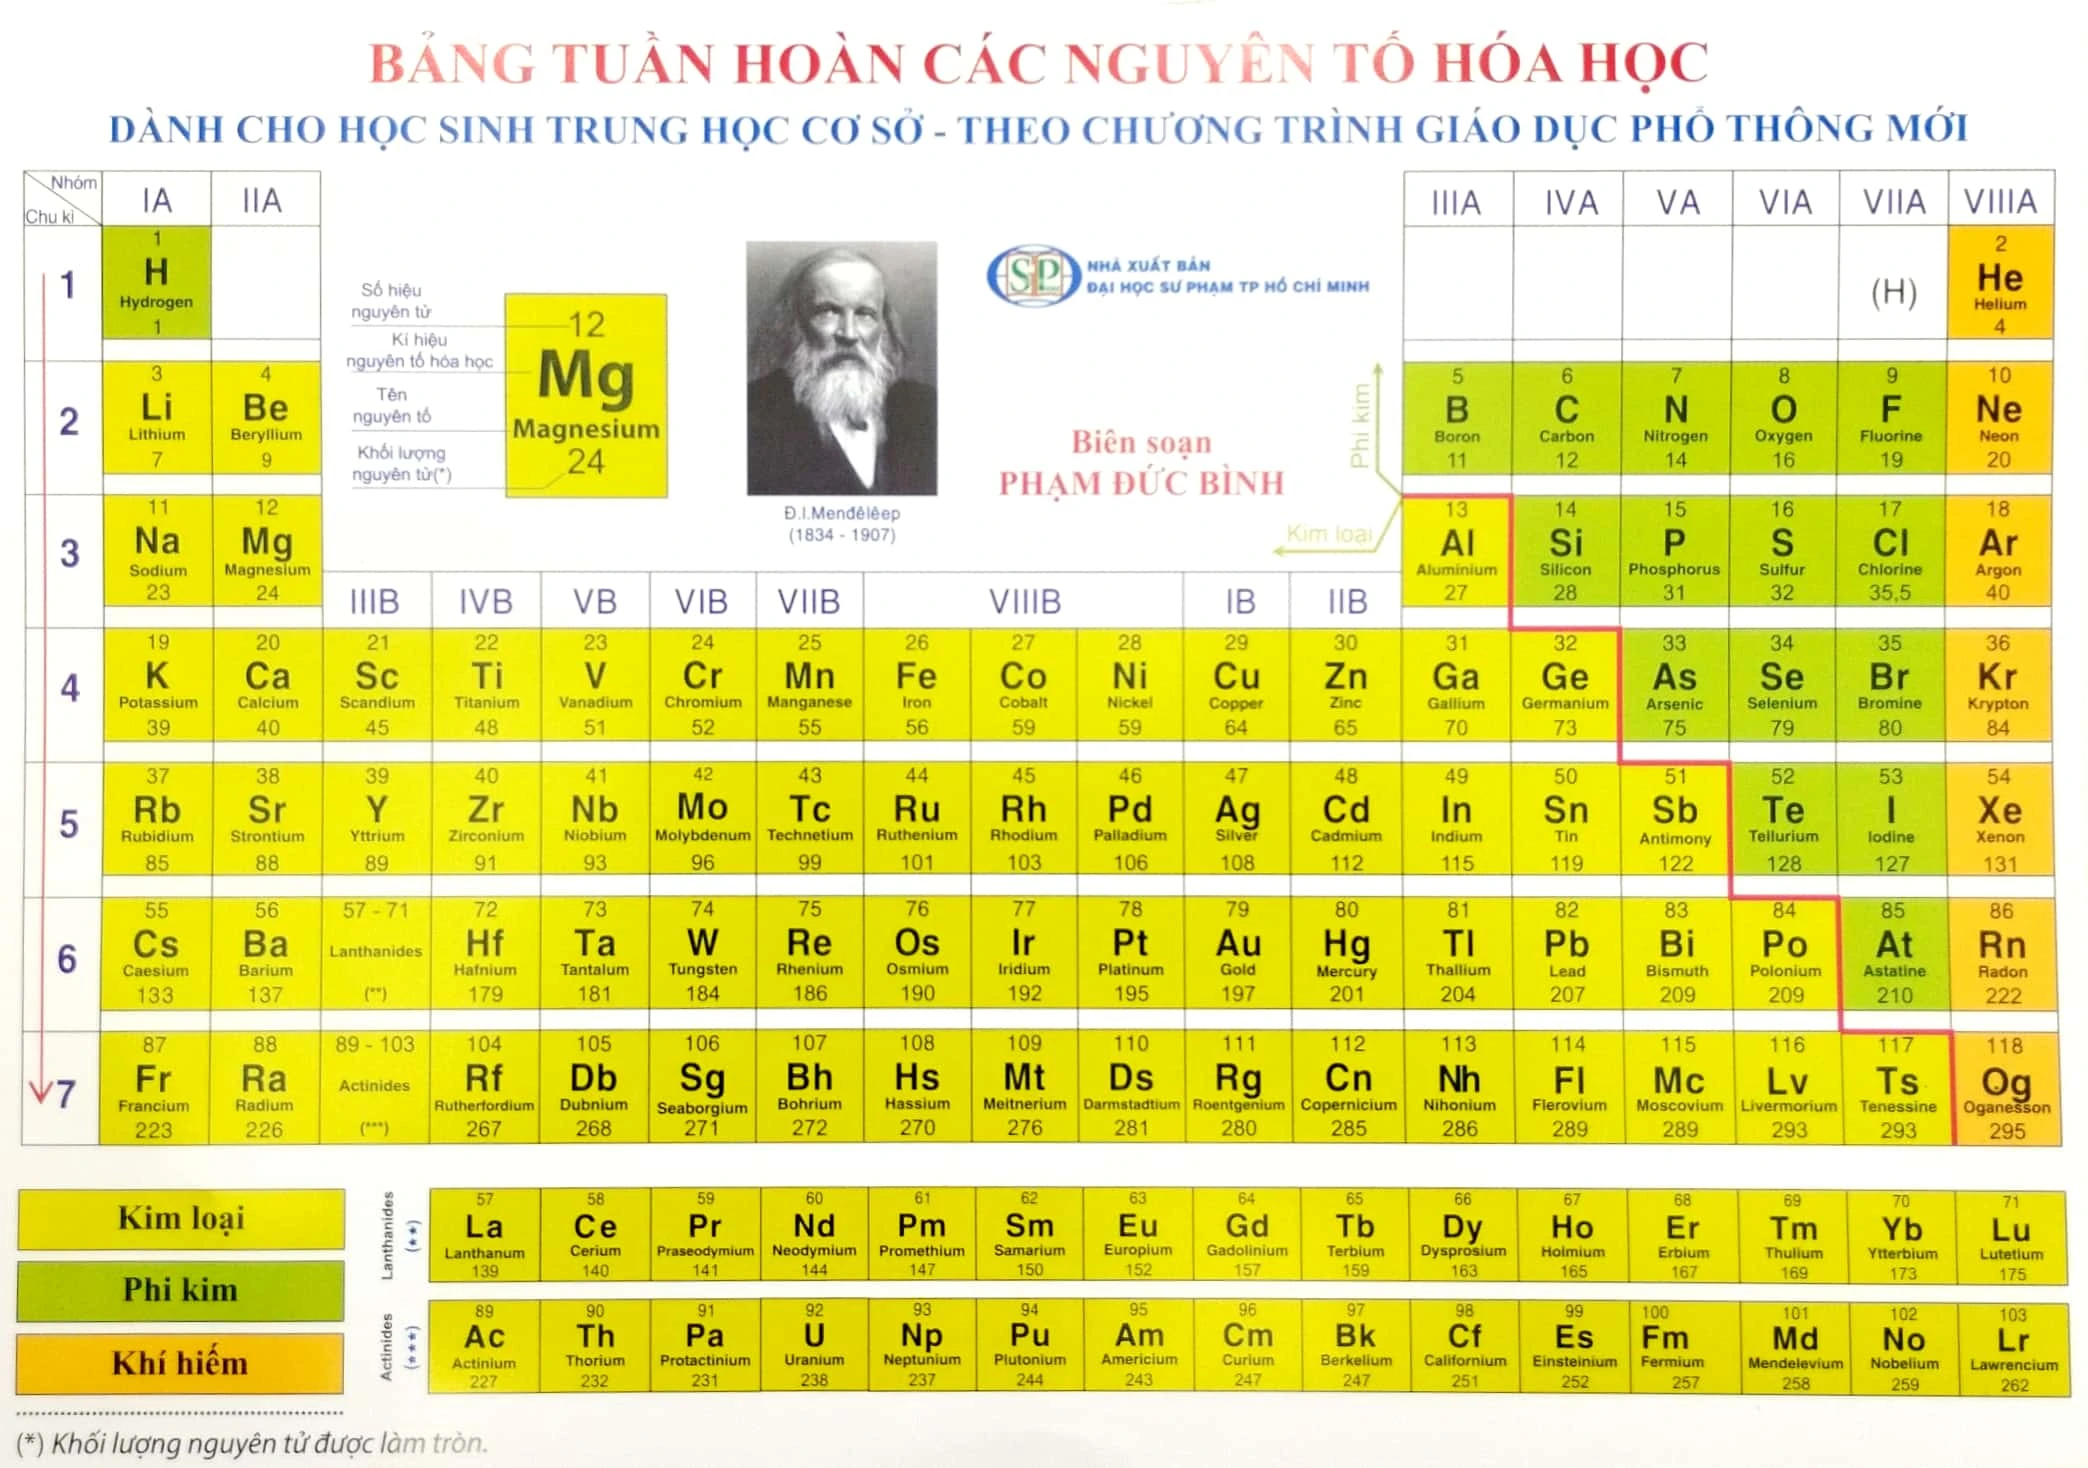 BẢNG TUẦN HOÀN CÁC NGUYÊN TỐ HÓA HỌC
DÀNH CHO HỌC SINH TRUNG HỌC CƠ SỞ - THEO CHƯƠNG TRÌNH GIÁO DỤC PHỔ THÔNG MỚI
Nhóm
Chu kì
IA IIA IIIA IVA VA VIA VIIA VIIIA
1
1 2
H (H) He
Hydrogen Helium
1 4
Số hiệu
nguyên tử
Kí hiệu
nguyên tố hóa học
Tên
nguyên tố
Khối lượng
nguyên tử(*)
12
Mg
Magnesium
24
Đ.I.Menđêlêep
(1834 - 1907)
SP
NHÀ XUẤT BẢN
ĐẠI HỌC SƯ PHẠM TP HỒ CHÍ MINH
Biên soạn
PHẠM ĐỨC BÌNH
Phi kim
Kim loại
2
3 4 5 6 7 8 9 10
Li Be B C N O F Ne
Lithium Beryllium Boron Carbon Nitrogen Oxygen Fluorine Neon
7 9 11 12 14 16 19 20
3
11 12 13 14 15 16 17 18
Na Mg Al Si P S Cl Ar
Sodium Magnesium Aluminium Silicon Phosphorus Sulfur Chlorine Argon
23 24 27 28 31 32 35,5 40
IIIB IVB VB VIB VIIB VIIIB IB IIB
4
19 20 21 22 23 24 25 26 27 28 29 30 31 32 33 34 35 36
K Ca Sc Ti V Cr Mn Fe Co Ni Cu Zn Ga Ge As Se Br Kr
Potassium Calcium Scandium Titanium Vanadium Chromium Manganese Iron Cobalt Nickel Copper Zinc Gallium Germanium Arsenic Selenium Bromine Krypton
39 40 45 48 51 52 55 56 59 59 64 65 70 73 75 79 80 84
5
37 38 39 40 41 42 43 44 45 46 47 48 49 50 51 52 53 54
Rb Sr Y Zr Nb Mo Tc Ru Rh Pd Ag Cd In Sn Sb Te I Xe
Rubidium Strontium Yttrium Zirconium Niobium Molybdenum Technetium Ruthenium Rhodium Palladium Silver Cadmium Indium Tin Antimony Tellurium Iodine Xenon
85 88 89 91 93 96 99 101 103 106 108 112 115 119 122 128 127 131
6
55 56 57 - 71 72 73 74 75 76 77 78 79 80 81 82 83 84 85 86
Cs Ba Lanthanides Hf Ta W Re Os Ir Pt Au Hg Tl Pb Bi Po At Rn
Caesium Barium Hafnium Tantalum Tungsten Rhenium Osmium Iridium Platinum Gold Mercury Thallium Lead Bismuth Polonium Astatine Radon
133 137 (**) 179 181 184 186 190 192 195 197 201 204 207 209 209 210 222
7
87 88 89 - 103 104 105 106 107 108 109 110 111 112 113 114 115 116 117 118
Fr Ra Actinides Rf Db Sg Bh Hs Mt Ds Rg Cn Nh Fl Mc Lv Ts Og
Francium Radium Rutherfordium Dubnium Seaborgium Bohrium Hassium Meitnerium Darmstadtium Roentgenium Copernicium Nihonium Flerovium Moscovium Livermorium Tenessine Oganesson
223 226 (***) 267 268 271 272 270 276 281 280 285 286 289 289 293 293 295
Kim loại
Phi kim
Khí hiếm
Lanthanides
(**)
57 58 59 60 61 62 63 64 65 66 67 68 69 70 71
La Ce Pr Nd Pm Sm Eu Gd Tb Dy Ho Er Tm Yb Lu
Lanthanum Cerium Praseodymium Neodymium Promethium Samarium Europium Gadolinium Terbium Dysprosium Holmium Erbium Thulium Ytterbium Lutetium
139 140 141 144 147 150 152 157 159 163 165 167 169 173 175
Actinides
(***)
89 90 91 92 93 94 95 96 97 98 99 100 101 102 103
Ac Th Pa U Np Pu Am Cm Bk Cf Es Fm Md No Lr
Actinium Thorium Protactinium Uranium Neptunium Plutonium Americium Curium Berkelium Californium Einsteinium Fermium Mendelevium Nobelium Lawrencium
227 232 231 238 237 244 243 247 247 251 252 257 258 259 262
(*) Khối lượng nguyên tử được làm tròn.